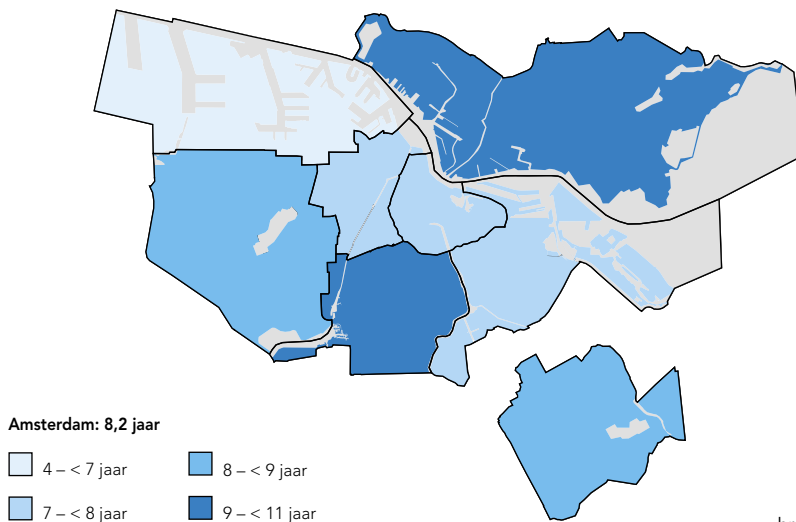 Amsterdam: 8,2 jaar
4 – < 7 jaar
8 – < 9 jaar
7 – < 8 jaar
9 – < 11 jaar